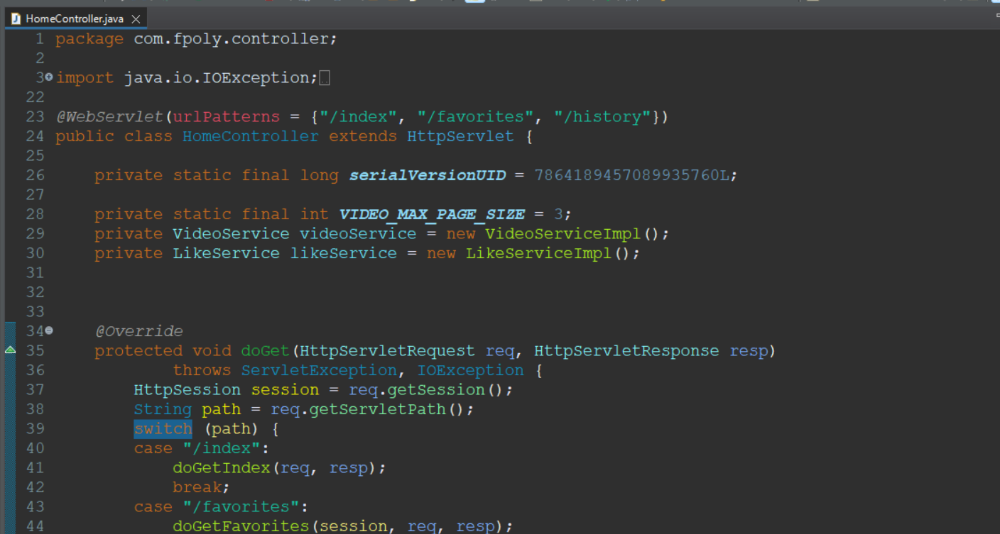 HomeController.java
1 package com.fpoly.controller;
2
3 import java.io.IOException;
22
23 @WebServlet(urlPatterns = {"/index", "/favorites", "/history"})
24 public class HomeController extends HttpServlet {
25
26 private static final long serialVersionUID = 7864189457089935760L;
27
28 private static final int VIDEO_MAX_PAGE_SIZE = 3;
29 private VideoService videoService = new VideoServiceImpl();
30 private LikeService likeService = new LikeServiceImpl();
31
32
33
34 @Override
35 protected void doGet(HttpServletRequest req, HttpServletResponse resp)
36 throws ServletException, IOException {
37 HttpSession session = req.getSession();
38 String path = req.getServletPath();
39 switch (path) {
40 case "/index":
41 doGetIndex(req, resp);
42 break;
43 case "/favorites":
44 doGetFavorites(session, req, resp);